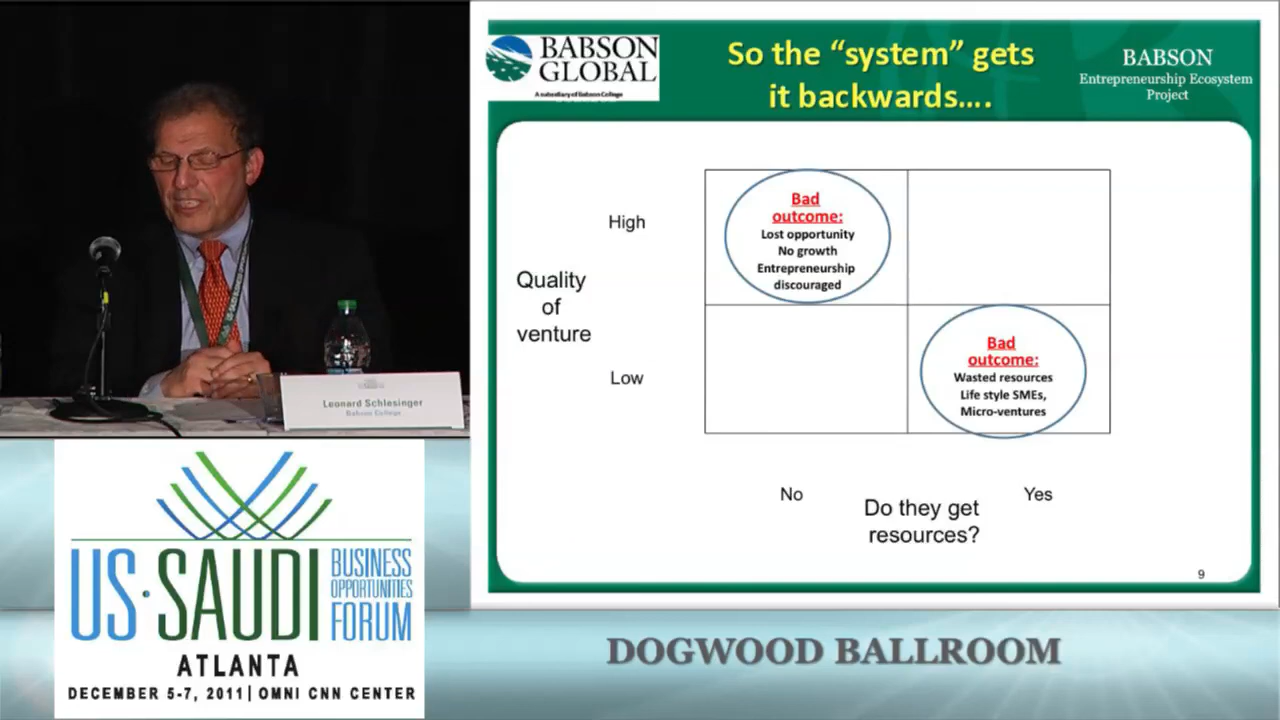 BABSON
GLOBAL
A subsidiary of Babson College
So the “system” gets
it backwards….
BABSON
Entrepreneurship Ecosystem
Project
High
Quality
of
venture
Low
Bad
outcome:
Lost opportunity
No growth
Entrepreneurship
discouraged
Bad
outcome:
Wasted resources
Life style SMEs,
Micro-ventures
No
Yes
Do they get
resources?
9
Leonard Schlesinger
Babson College
US·SAUDI
BUSINESS
OPPORTUNITIES
FORUM
ATLANTA
DECEMBER 5-7, 2011| OMNI CNN CENTER
DOGWOOD BALLROOM